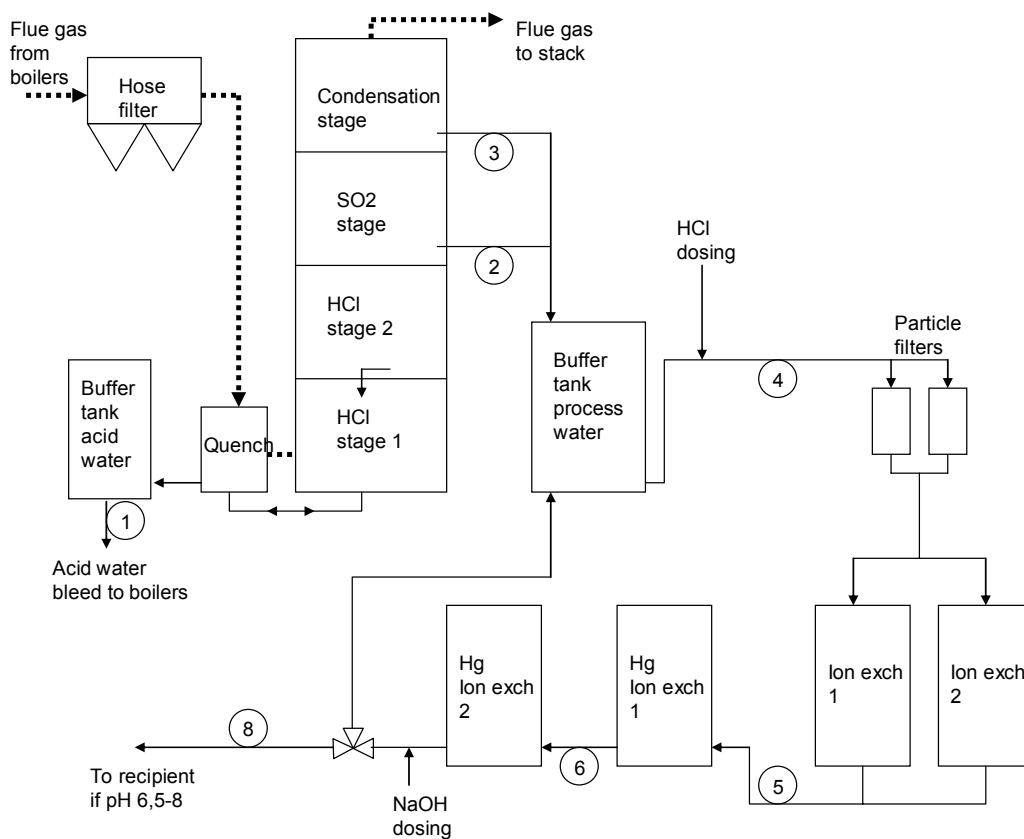 Flue gas
from
boilers
Hose
filter
Flue gas
to stack
Condensation
stage
3
SO2
stage
2
HCl
dosing
HCl
stage 2
Particle
filters
Buffer
tank
process
water
4
Buffer
tank
acid
water
Quench
HCl
stage 1
1
Acid water
bleed to boilers
Hg
Ion exch
2
Hg
Ion exch
1
Ion exch
1
Ion exch
2
8
6
5
To recipient
if pH 6,5-8
NaOH
dosing